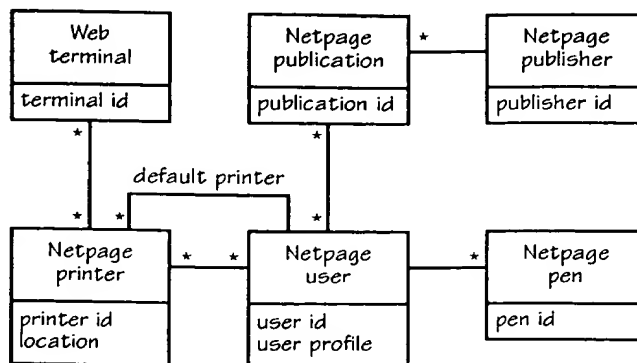 Web
terminal
terminal id
Netpage
publication
publication id
Netpage
publisher
publisher id
*
*
*
*
*
default printer
*
*
Netpage
printer
printer id
location
*
*
Netpage
user
user id
user profile
*
Netpage
pen
pen id